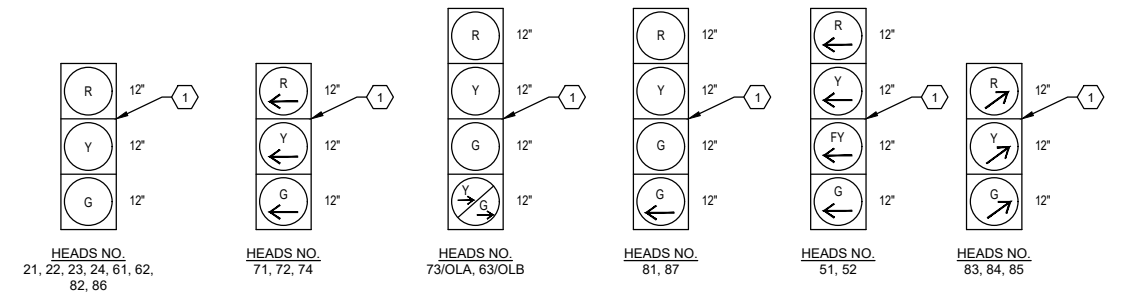 R
12"
1
Y
12"
G
12"
HEADS NO.
21, 22, 23, 24, 61, 62,
82, 86
R
12"
1
Y
12"
G
12"
HEADS NO.
71, 72, 74
R
12"
Y
12"
1
G
12"
Y
G
12"
HEADS NO.
73/OLA, 63/OLB
R
12"
Y
12"
1
G
12"
G
12"
HEADS NO.
81, 87
R
12"
Y
12"
1
FY
12"
G
12"
HEADS NO.
51, 52
R
12"
1
Y
12"
G
12"
HEADS NO.
83, 84, 85